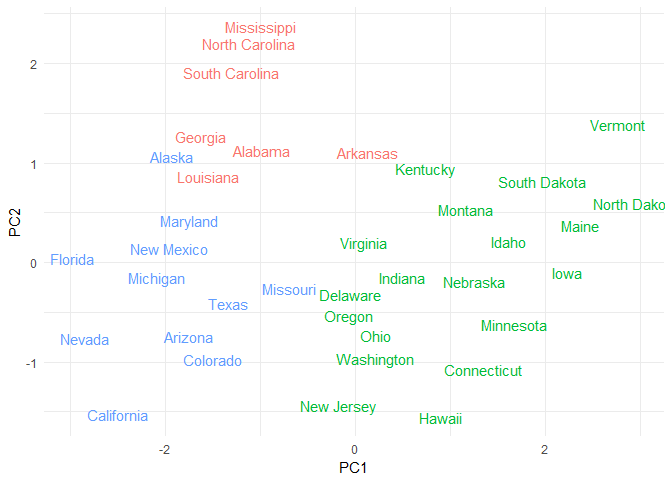 Mississippi
North Carolina
2
South Carolina
Vermont
Georgia
Alabama
Arkansas
Alaska
1
Kentucky
Louisiana
South Dakota
North Dako
Montana
Maryland
Maine
PC2
Virginia
Idaho
New Mexico
Florida
0
Iowa
Michigan
Indiana
Nebraska
Missouri
Delaware
Texas
Oregon
Minnesota
Nevada
Arizona
Ohio
Colorado
Washington
-1
Connecticut
New Jersey
California
Hawaii
-2
0
2
PC1